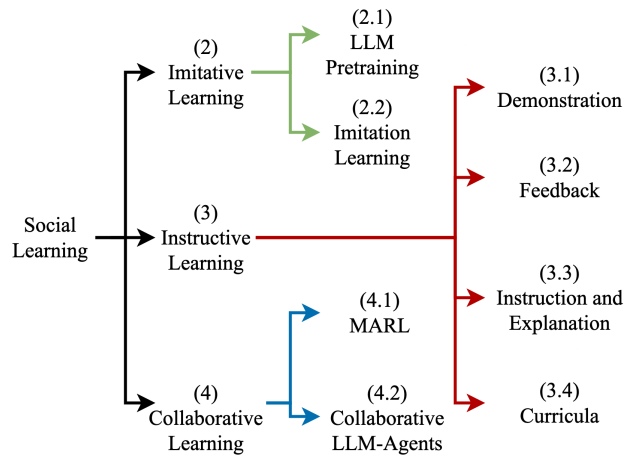 Social
Learning
(2)
Imitative
Learning
(2.1)
LLM
Pretraining
(2.2)
Imitation
Learning
(3)
Instructive
Learning
(3.1)
Demonstration
(3.2)
Feedback
(3.3)
Instruction and
Explanation
(3.4)
Curricula
(4)
Collaborative
Learning
(4.1)
MARL
(4.2)
Collaborative
LLM-Agents